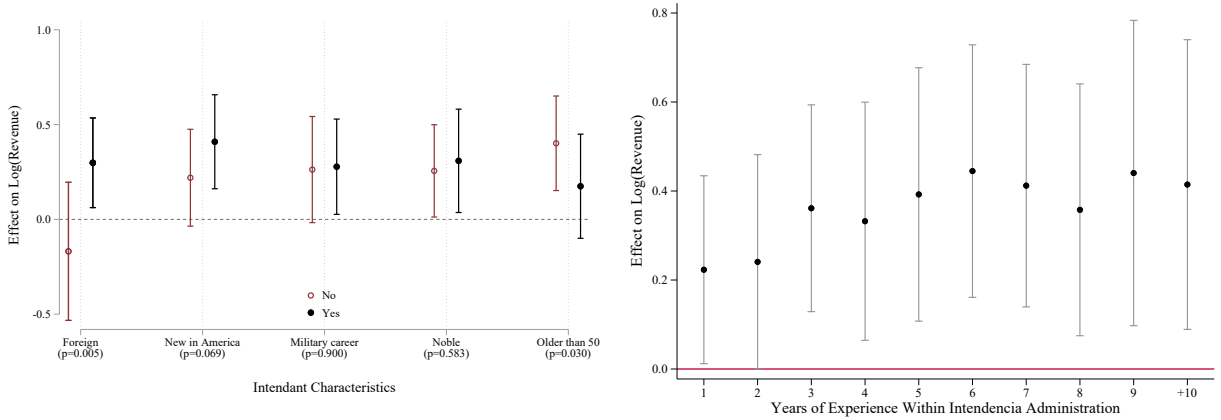 Effect on Log(Revenue)
1.0
0.5
0.0
-0.5
No
Yes
Foreign
(p=0.005)
New in America
(p=0.069)
Military career
(p=0.900)
Noble
(p=0.583)
Older than 50
(p=0.030)
Intendant Characteristics
Effect on Log(Revenue)
0.8
0.6
0.4
0.2
0.0
1 2 3 4 5 6 7 8 9 +10
Years of Experience Within Intendencia Administration